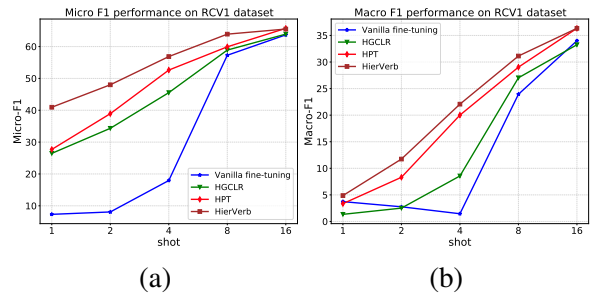 Micro F1 performance on RCV1 dataset
Micro-F1
60
50
40
30
20
10
Vanilla fine-tuning
HGCLR
HPT
HierVerb
1 2 4 8 16
shot
(a)
Macro F1 performance on RCV1 dataset
Macro-F1
35
30
25
20
15
10
5
0
Vanilla fine-tuning
HGCLR
HPT
HierVerb
1 2 4 8 16
shot
(b)